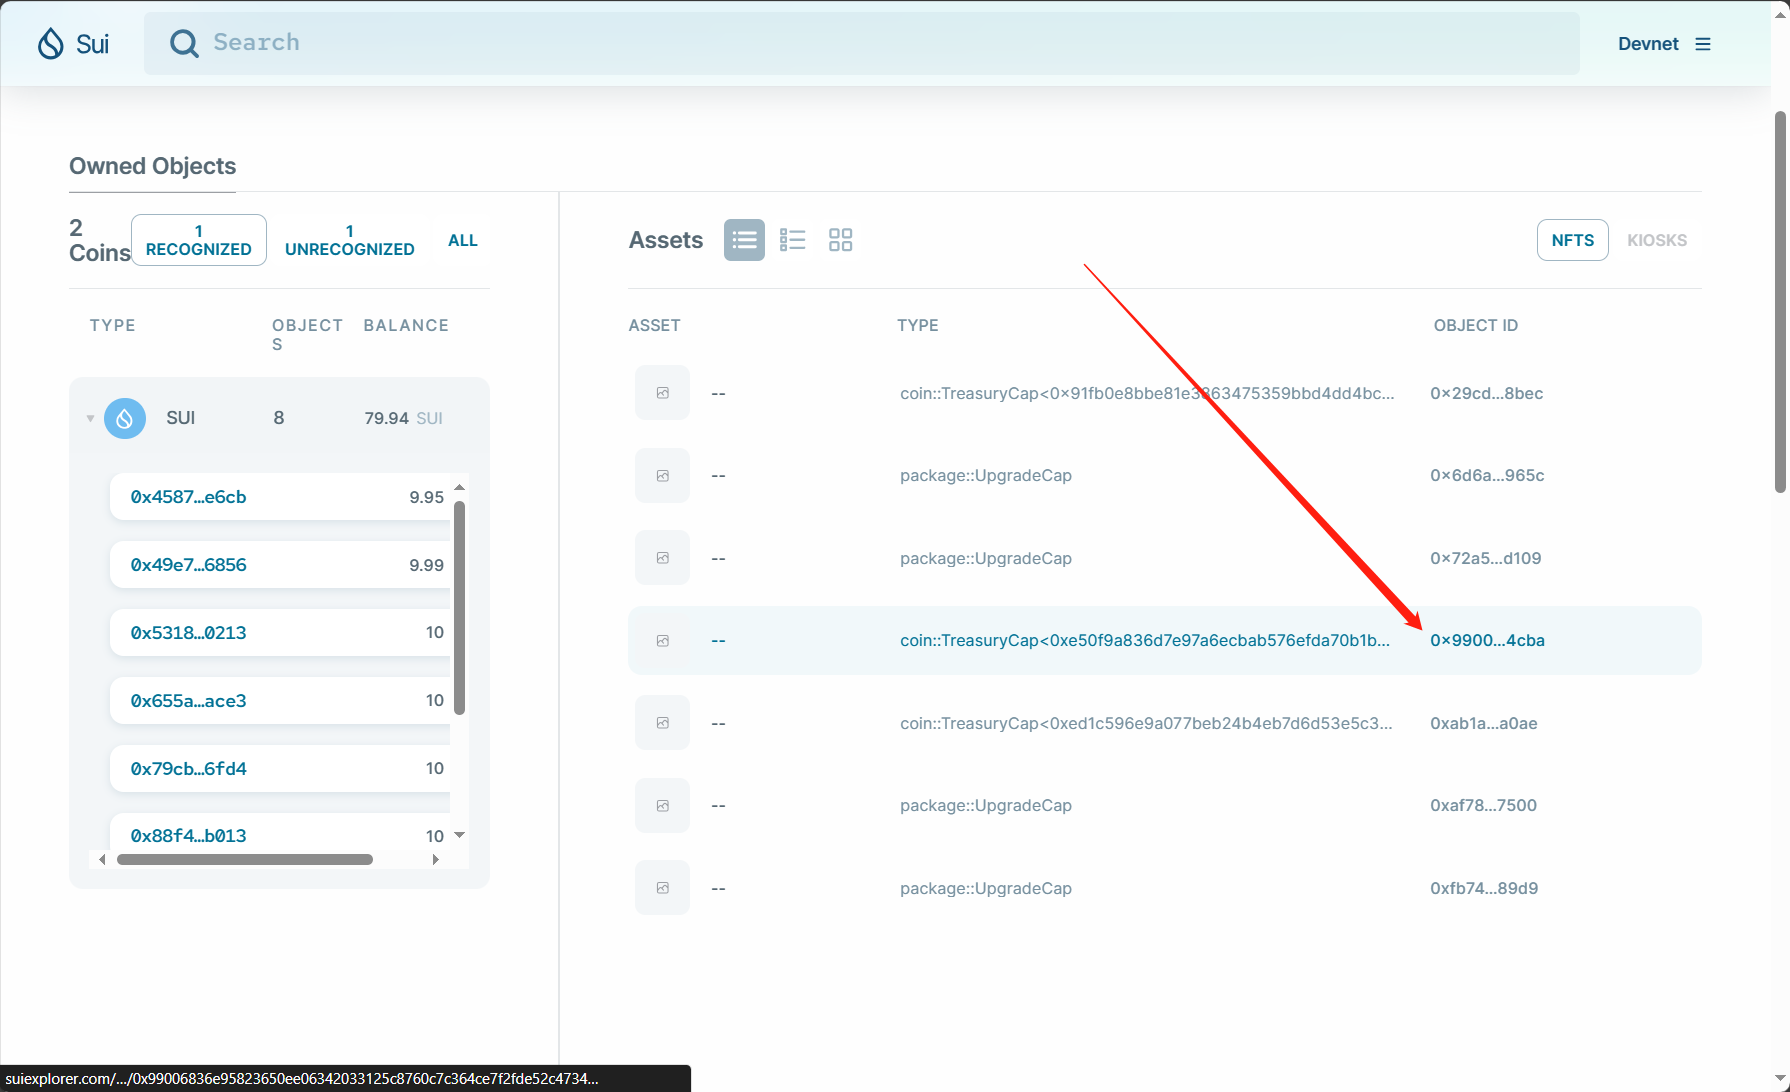 Sui
Search
Devnet
Owned Objects
2 Coins
1 RECOGNIZED
1 UNRECOGNIZED
ALL
TYPE OBJECTS BALANCE
SUI 8 79.94 SUI
0x4587...e6cb 9.95
0x49e7...6856 9.99
0x5318...0213 10
0x655a...ace3 10
0x79cb...6fd4 10
0x88f4...b013 10
Assets
NFTS
KIOSKS
ASSET TYPE OBJECT ID
-- coin::TreasuryCap<0x91fb0e8bbe81e3863475359bbd4dd4bc... 0x29cd...8bec
-- package::UpgradeCap 0x6d6a...965c
-- package::UpgradeCap 0x72a5...d109
-- coin::TreasuryCap<0xe50f9a836d7e97a6ecbab576efda70b1b... 0x9900...4cba
-- coin::TreasuryCap<0xed1c596e9a077beb24b4eb7d6d53e5c3... 0xab1a...a0ae
-- package::UpgradeCap 0xaf78...7500
-- package::UpgradeCap 0xfb74...89d9
suiexplorer.com/.../0x99006836e95823650ee06342033125c8760c7c364ce7f2fde52c4734...